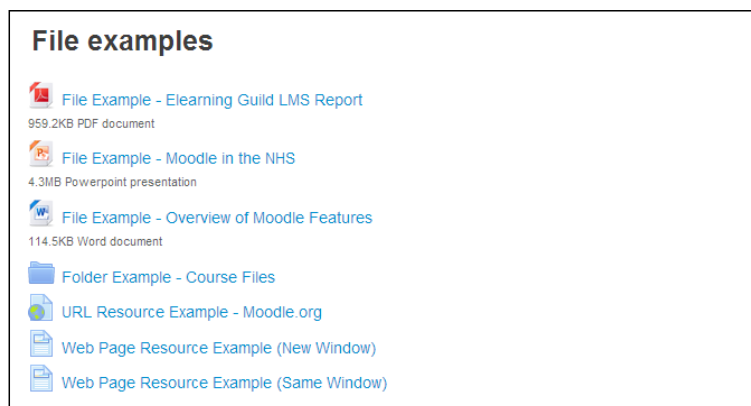 File examples
File Example - Elearning Guild LMS Report
959.2KB PDF document
File Example - Moodle in the NHS
4.3MB Powerpoint presentation
File Example - Overview of Moodle Features
114.5KB Word document
Folder Example - Course Files
URL Resource Example - Moodle.org
Web Page Resource Example (New Window)
Web Page Resource Example (Same Window)